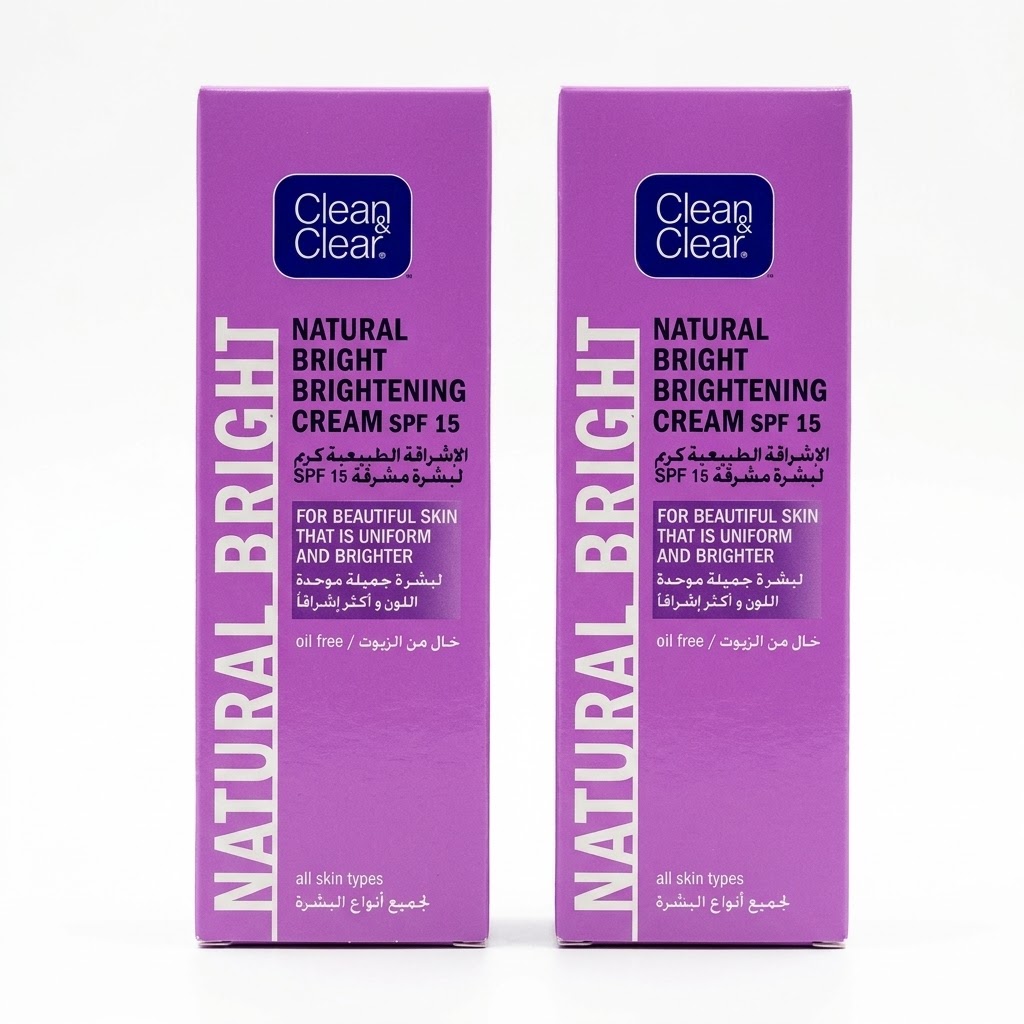 Clean
&
Clear®
™
NATURAL BRIGHT
NATURAL
BRIGHT
BRIGHTENING
CREAM SPF 15
الإشراقة الطبيعية كريم
لبشرة مشرقة SPF 15
FOR BEAUTIFUL SKIN
THAT IS UNIFORM
AND BRIGHTER
لبشرة جميلة موحدة
اللون و أكثر إشراقاً
oil free / خال من الزيوت
all skin types
لجميع أنواع البشرة
Clean
&
Clear®
™
NATURAL BRIGHT
NATURAL
BRIGHT
BRIGHTENING
CREAM SPF 15
الإشراقة الطبيعية كريم
لبشرة مشرقة SPF 15
FOR BEAUTIFUL SKIN
THAT IS UNIFORM
AND BRIGHTER
لبشرة جميلة موحدة
اللون و أكثر إشراقاً
oil free / خال من الزيوت
all skin types
لجميع أنواع البشرة